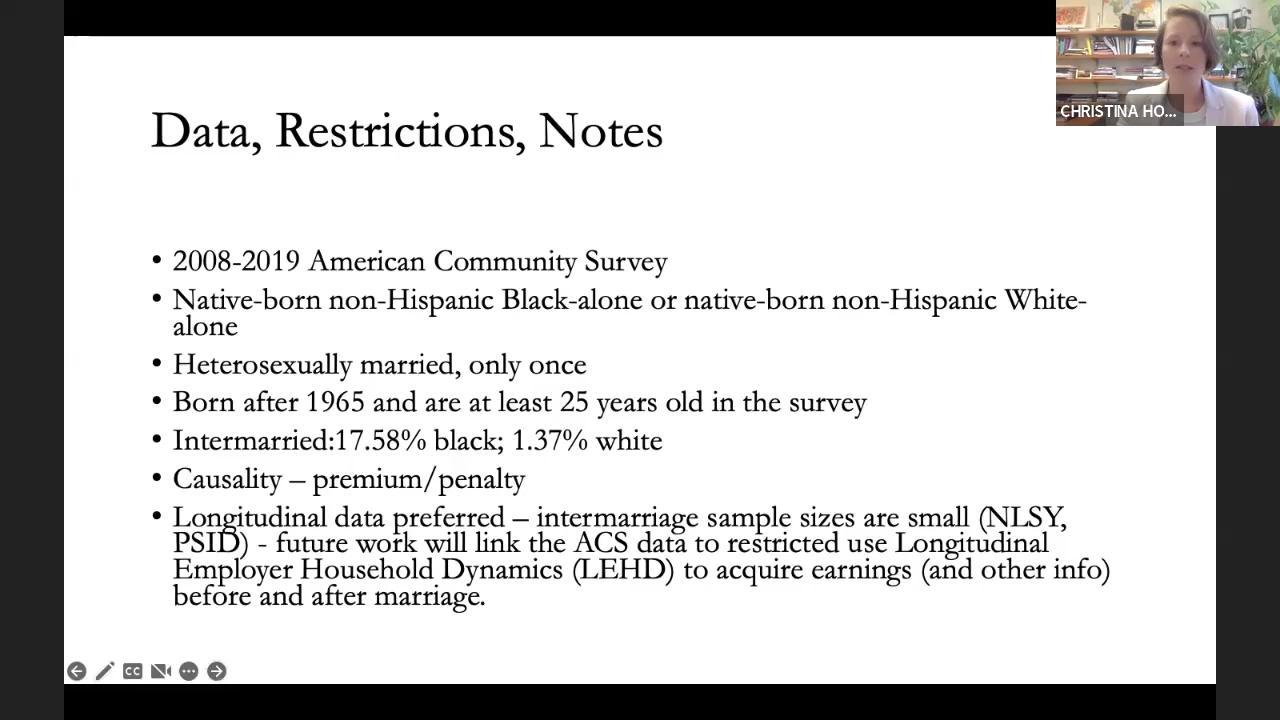 CHRISTINA HO...
Data, Restrictions, Notes
• 2008-2019 American Community Survey
• Native-born non-Hispanic Black-alone or native-born non-Hispanic White-
alone
• Heterosexually married, only once
• Born after 1965 and are at least 25 years old in the survey
• Intermarried:17.58% black; 1.37% white
• Causality – premium/penalty
• Longitudinal data preferred – intermarriage sample sizes are small (NLSY,
PSID) - future work will link the ACS data to restricted use Longitudinal
Employer Household Dynamics (LEHD) to acquire earnings (and other info)
before and after marriage.
CC